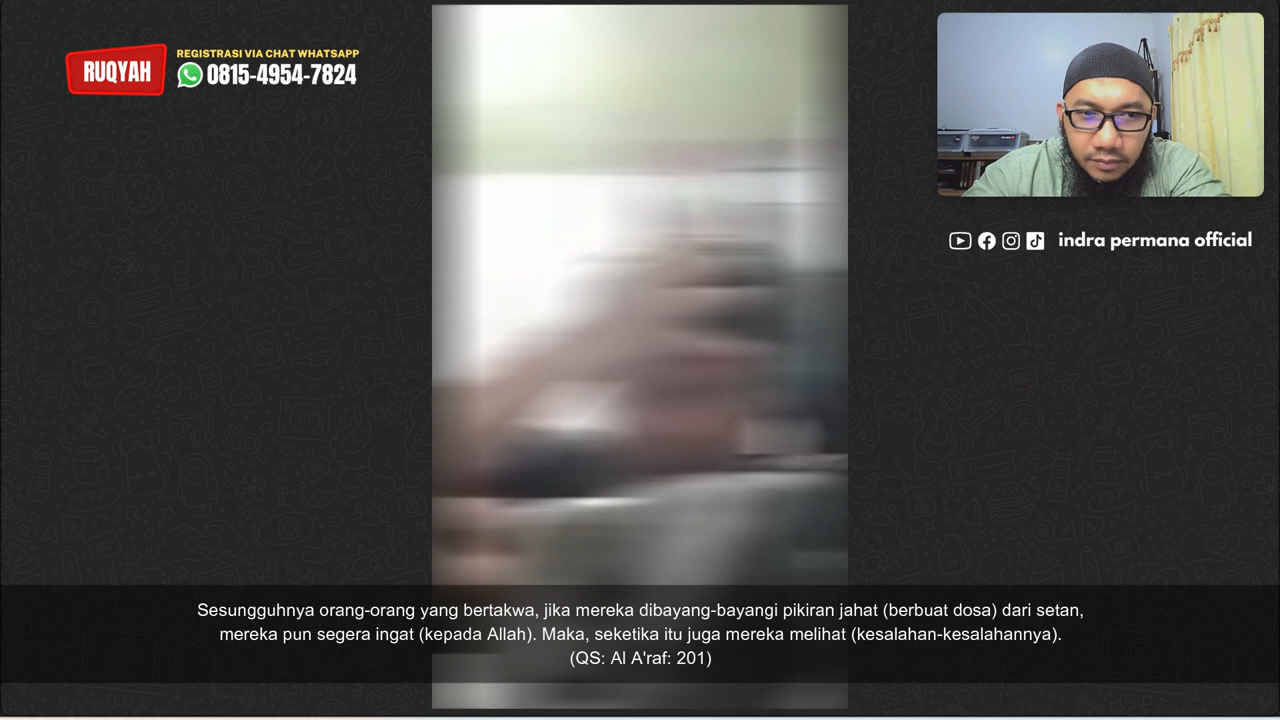 RUQYAH
REGISTRASI VIA CHAT WHATSAPP
0815-4954-7824
indra permana official
Sesungguhnya orang-orang yang bertakwa, jika mereka dibayang-bayangi pikiran jahat (berbuat dosa) dari setan,
mereka pun segera ingat (kepada Allah). Maka, seketika itu juga mereka melihat (kesalahan-kesalahannya).
(QS: Al A'raf: 201)